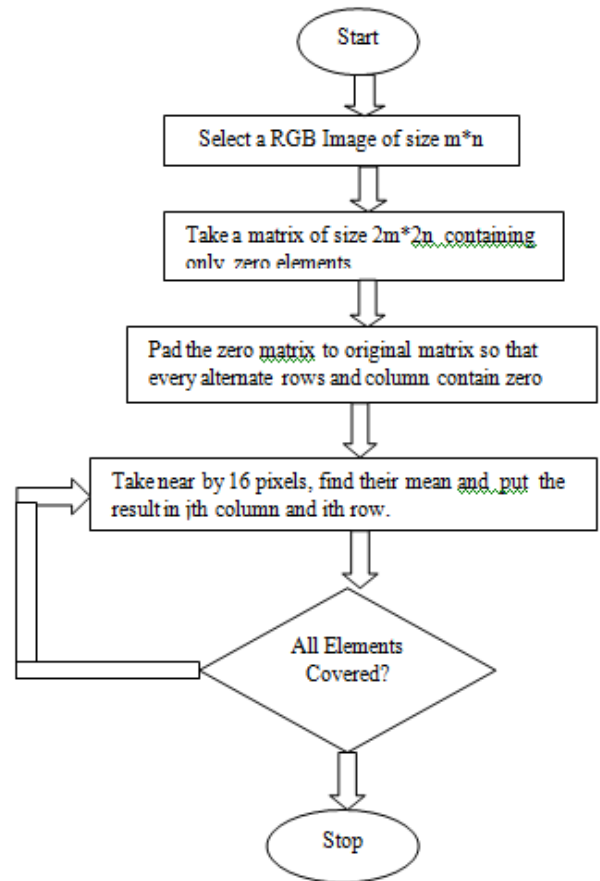 Start
Select a RGB Image of size m*n
Take a matrix of size 2m*2n containing
only zero elements
Pad the zero matrix to original matrix so that
every alternate rows and column contain zero
Take near by 16 pixels, find their mean and put the
result in jth column and ith row.
All Elements
Covered?
Stop